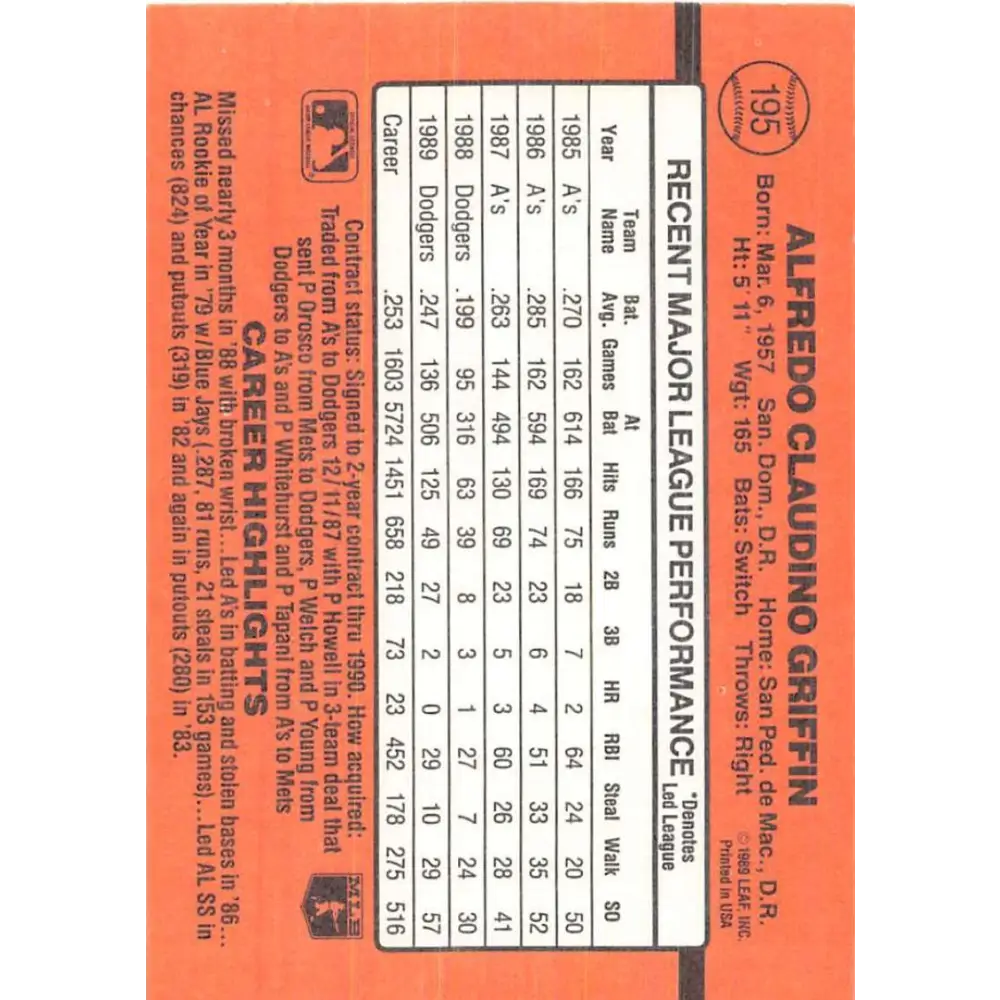 195
ALFREDO CLAUDINO GRIFFIN
Born: Mar. 6, 1957 San. Dom., D.R. Home: San Ped. de Mac., D.R.
Ht: 5' 11" Wgt: 165 Bats: Switch Throws: Right
© 1989 LEAF, INC.
Printed in USA
RECENT MAJOR LEAGUE PERFORMANCE
*Denotes
Led League
Year Team Name Bat. Avg. Games At Bat Hits Runs 2B 3B HR RBI Steal Walk SO
1985 A's .270 162 614 166 75 18 7 2 64 24 20 50
1986 A's .285 162 594 169 74 23 6 4 51 33 35 52
1987 A's .263 144 494 130 69 23 5 3 60 26 28 41
1988 Dodgers .199 95 316 63 39 8 3 1 27 7 24 30
1989 Dodgers .247 136 506 125 49 27 2 0 29 10 29 57
Career .253 1603 5724 1451 658 218 73 23 452 178 275 516
Contract status: Signed to 2-year contract thru 1990. How acquired:
Traded from A's to Dodgers 12/11/87 with P Howell in 3-team deal that
sent P Orosco from Mets to Dodgers, P Welch and P Young from
Dodgers to A's and P Whitehurst and P Tapani from A's to Mets
MLB
CAREER HIGHLIGHTS
Missed nearly 3 months in '88 with broken wrist...Led A's in batting and stolen bases in '86...
AL Rookie of Year in '79 w/Blue Jays (.287, 81 runs, 21 steals in 153 games)...Led AL SS in
chances (824) and putouts (319) in '82 and again in putouts (280) in '83.